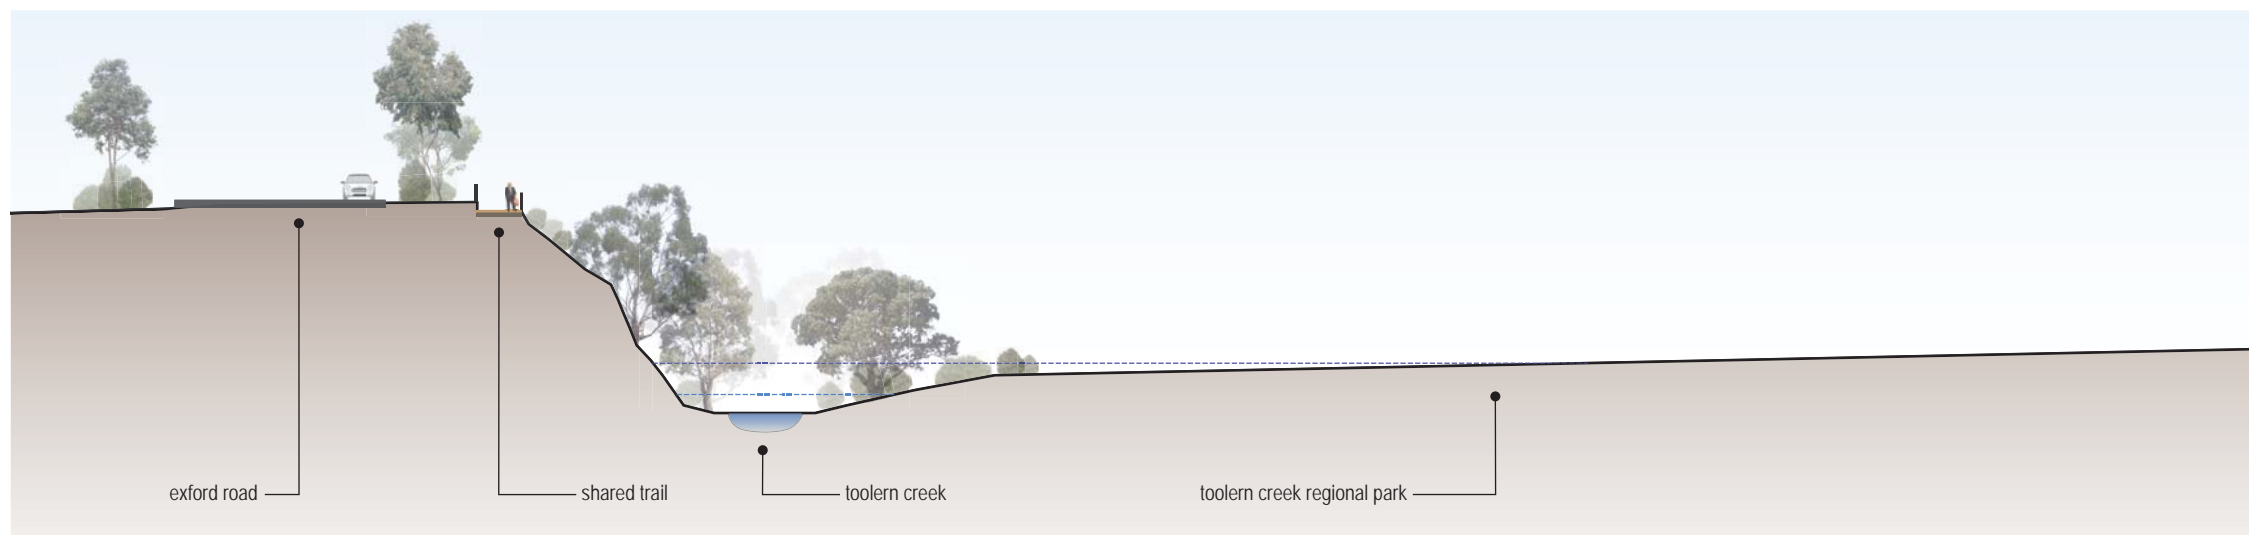 exford road
shared trail
toolern creek
toolern creek regional park